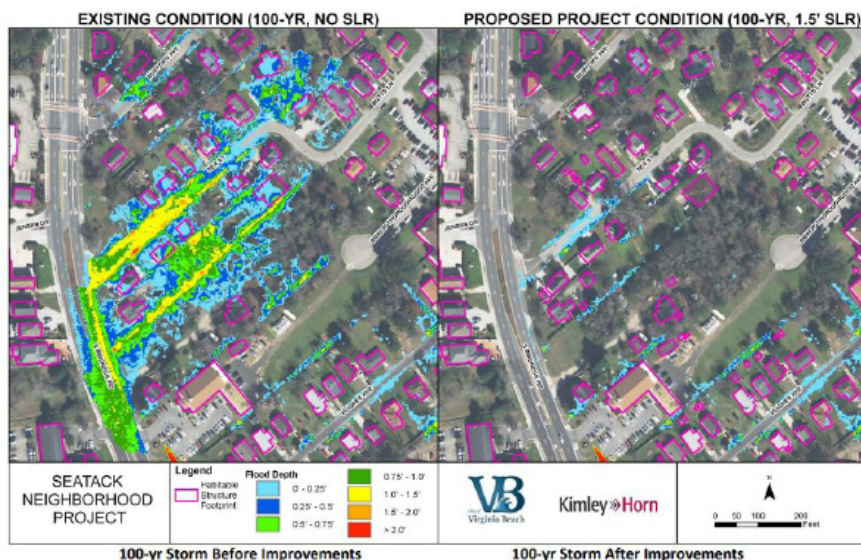 EXISTING CONDITION (100-YR, NO SLR)
PROPOSED PROJECT CONDITION (100-YR, 1.5' SLR)
SEATACK
NEIGHBORHOOD
PROJECT
Legend
Habitable
Structure
Footprint
Flood Depth
0' - 0.25'
0.25' - 0.5'
0.5' - 0.75'
0.75' - 1.0'
1.0' - 1.5'
1.5' - 2.0'
> 2.0'
VB
Virginia Beach
Kimley»Horn
0 50 100 200
Feet
100-yr Storm Before Improvements
100-yr Storm After Improvements